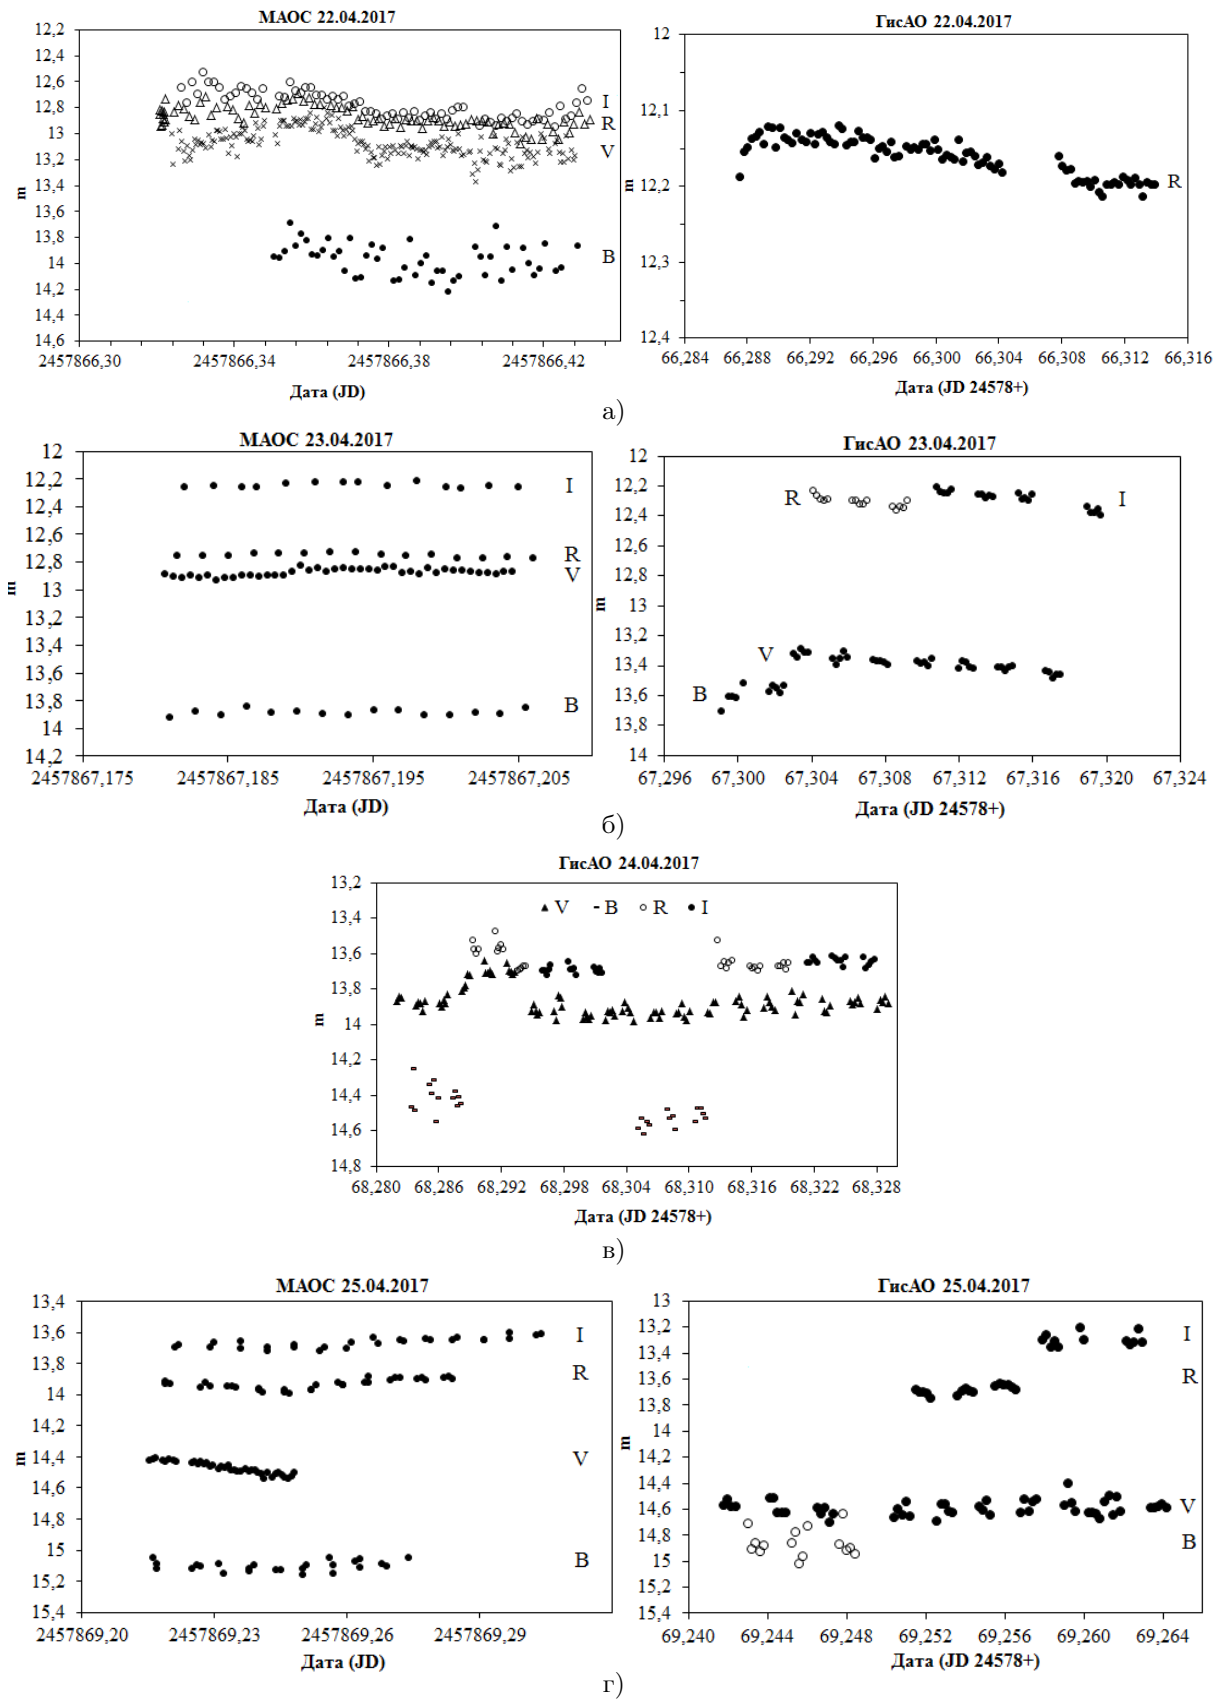 МАОС 22.04.2017
12,2
12,4
12,6
12,8
13
13,2
13,4
13,6
13,8
14
14,2
14,4
14,6
m
I
R
V
B
2457866,30 2457866,34 2457866,38 2457866,42
Дата (JD)
ГисАО 22.04.2017
12
12,1
12,2
12,3
12,4
m
R
66,284 66,288 66,292 66,296 66,300 66,304 66,308 66,312 66,316
Дата (JD 24578+)
а)
МАОС 23.04.2017
12
12,2
12,4
12,6
12,8
13
13,2
13,4
13,6
13,8
14
14,2
m
I
R
V
B
2457867,175 2457867,185 2457867,195 2457867,205
Дата (JD)
ГисАО 23.04.2017
12
12,2
12,4
12,6
12,8
13
13,2
13,4
13,6
13,8
14
m
R I
V
B
67,296 67,300 67,304 67,308 67,312 67,316 67,320 67,324
Дата (JD 24578+)
б)
ГисАО 24.04.2017
13,2
13,4
13,6
13,8
14
14,2
14,4
14,6
14,8
m
V B R I
68,280 68,286 68,292 68,298 68,304 68,310 68,316 68,322 68,328
Дата (JD 24578+)
в)
МАОС 25.04.2017
13,4
13,6
13,8
14
14,2
14,4
14,6
14,8
15
15,2
15,4
m
I
R
V
B
2457869,20 2457869,23 2457869,26 2457869,29
Дата (JD)
ГисАО 25.04.2017
13
13,2
13,4
13,6
13,8
14
14,2
14,4
14,6
14,8
15
15,2
15,4
m
I
R
V
B
69,240 69,244 69,248 69,252 69,256 69,260 69,264
Дата (JD 24578+)
г)